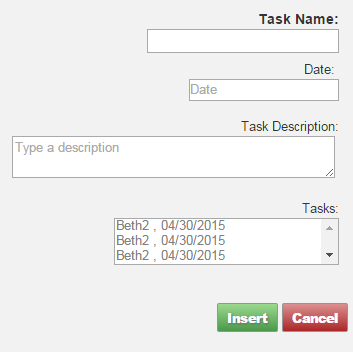 Task Name:
Date:
Date
Task Description:
Type a description
Tasks:
Beth2 , 04/30/2015
Beth2 , 04/30/2015
Beth2 , 04/30/2015
Insert Cancel